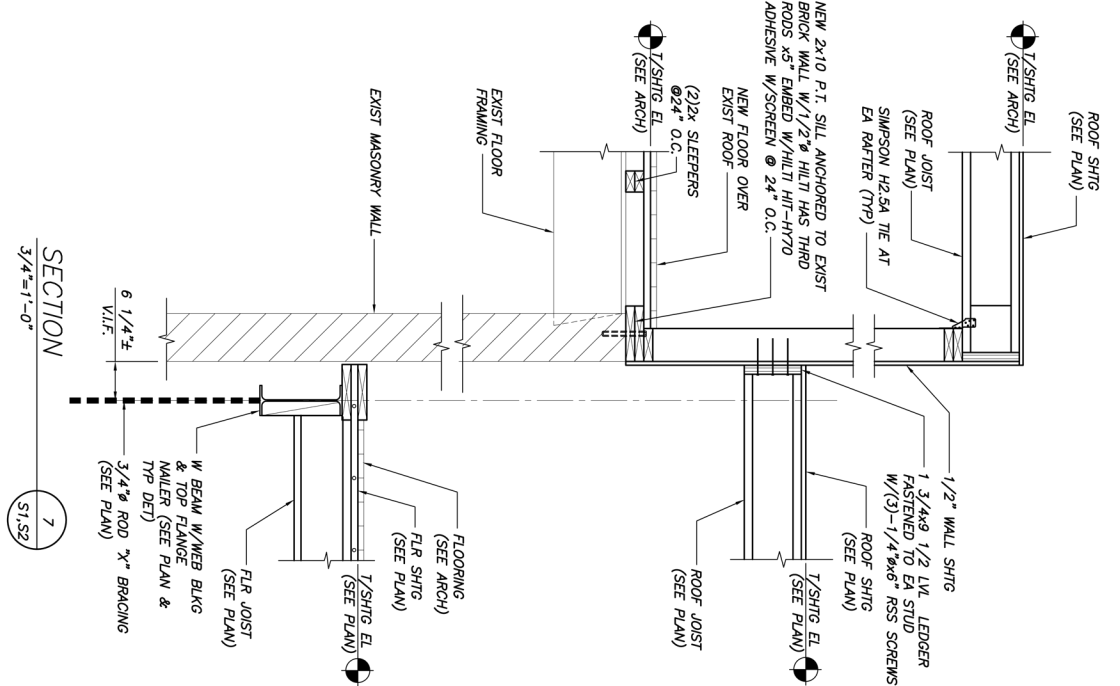 ROOF SHTG
(SEE PLAN)
T/SHTG EL
(SEE ARCH)
ROOF JOIST
(SEE PLAN)
SIMPSON H2.5A TIE AT
EA RAFTER (TYP)
T/SHTG EL
(SEE ARCH)
NEW 2x10 P.T. SILL ANCHORED TO EXIST
BRICK WALL W/1/2"ø HILTI HAS THRD
RODS x5" EMBED W/HILTI HIT-HY70
ADHESIVE W/SCREEN @ 24" O.C.
NEW FLOOR OVER
EXIST ROOF
(2)2x SLEEPERS
@24" O.C.
EXIST FLOOR
FRAMING
EXIST MASONRY WALL
1/2" WALL SHTG
1 3/4x9 1/2 LVL LEDGER
FASTENED TO EA STUD
W/(3)-1/4"øx6" RSS SCREWS
ROOF SHTG
(SEE PLAN)
T/SHTG EL
(SEE PLAN)
ROOF JOIST
(SEE PLAN)
FLOORING
(SEE ARCH)
FLR SHTG
(SEE PLAN)
T/SHTG EL
(SEE PLAN)
FLR JOIST
(SEE PLAN)
W BEAM W/WEB BLKG
& TOP FLANGE
NAILER (SEE PLAN &
TYP DET)
3/4"ø ROD "X" BRACING
(SEE PLAN)
6 1/4"±
V.I.F.
SECTION
3/4"=1'-0"
7
S1,S2